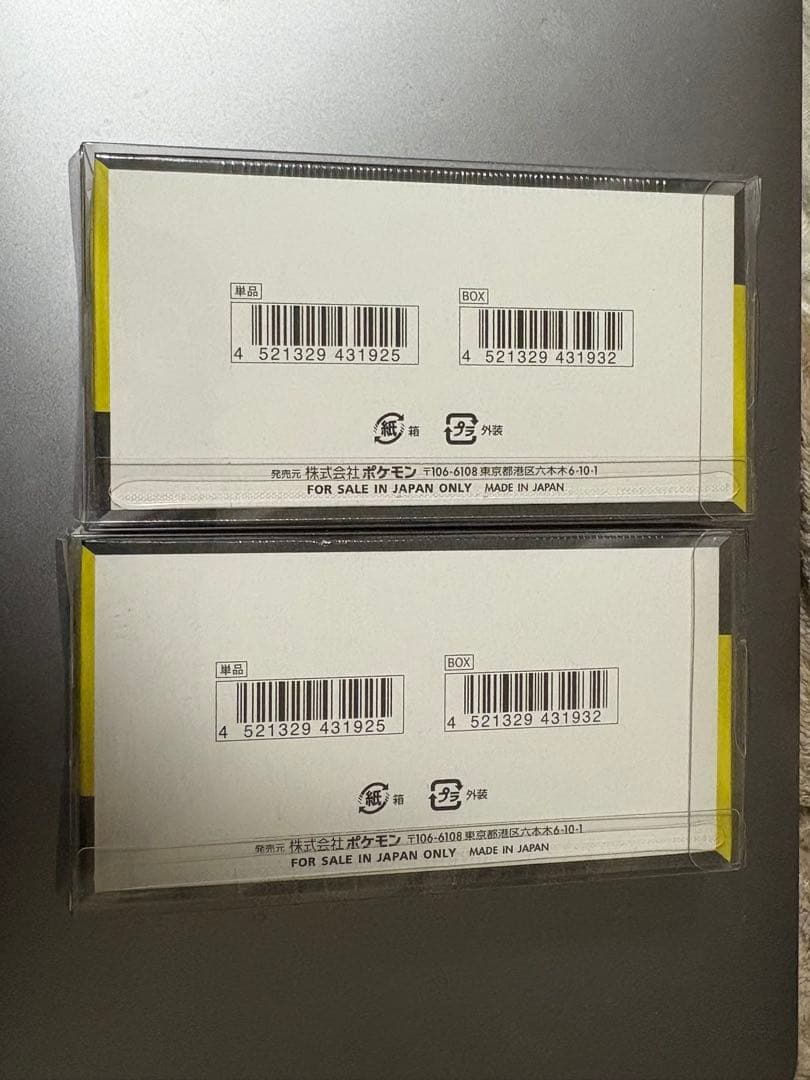 単品
BOX
4 521329 431925
4 521329 431932
紙 箱
プラ 外装
発売元 株式会社 ポケモン 〒106-6108 東京都港区六本木6-10-1
FOR SALE IN JAPAN ONLY MADE IN JAPAN
単品
BOX
4 521329 431925
4 521329 431932
紙 箱
プラ 外装
発売元 株式会社 ポケモン 〒106-6108 東京都港区六本木6-10-1
FOR SALE IN JAPAN ONLY MADE IN JAPAN